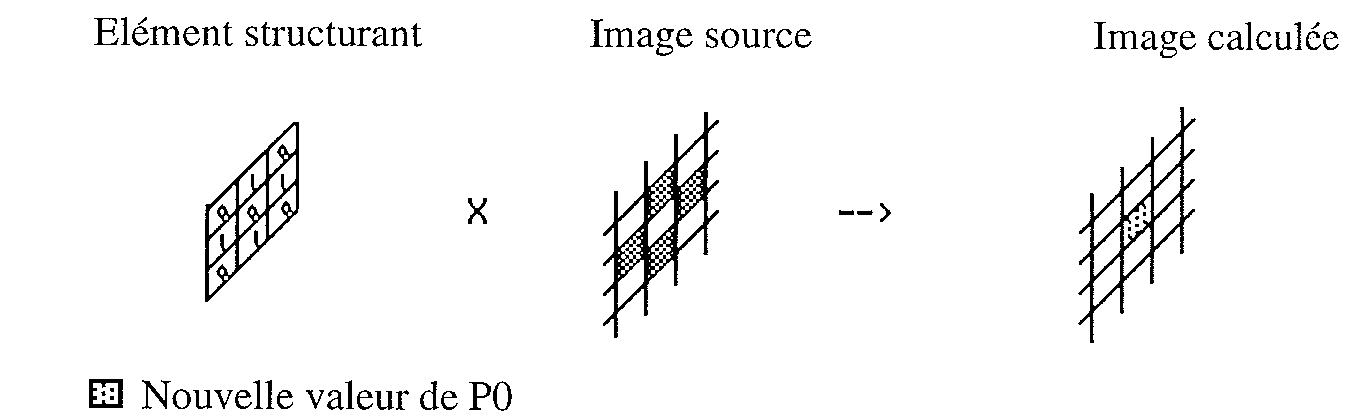 Elément structurant
Image source
Image calculée
X
-->
Nouvelle valeur de P0